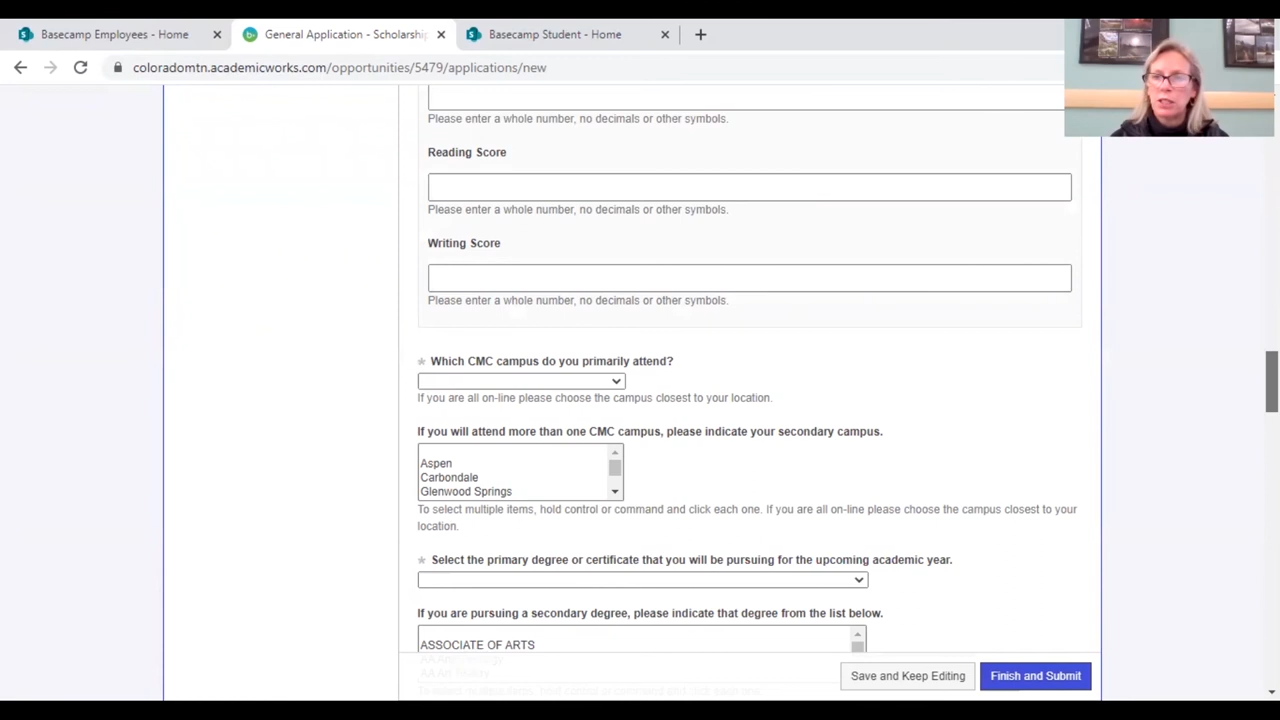 Basecamp Employees - Home
General Application - Scholarship
Basecamp Student - Home
coloradomtn.academicworks.com/opportunities/5479/applications/new
Please enter a whole number, no decimals or other symbols.
Reading Score
Please enter a whole number, no decimals or other symbols.
Writing Score
Please enter a whole number, no decimals or other symbols.
* Which CMC campus do you primarily attend?
If you are all on-line please choose the campus closest to your location.
If you will attend more than one CMC campus, please indicate your secondary campus.
Aspen
Carbondale
Glenwood Springs
To select multiple items, hold control or command and click each one. If you are all on-line please choose the campus closest to your
location.
* Select the primary degree or certificate that you will be pursuing for the upcoming academic year.
If you are pursuing a secondary degree, please indicate that degree from the list below.
ASSOCIATE OF ARTS
Save and Keep Editing
Finish and Submit